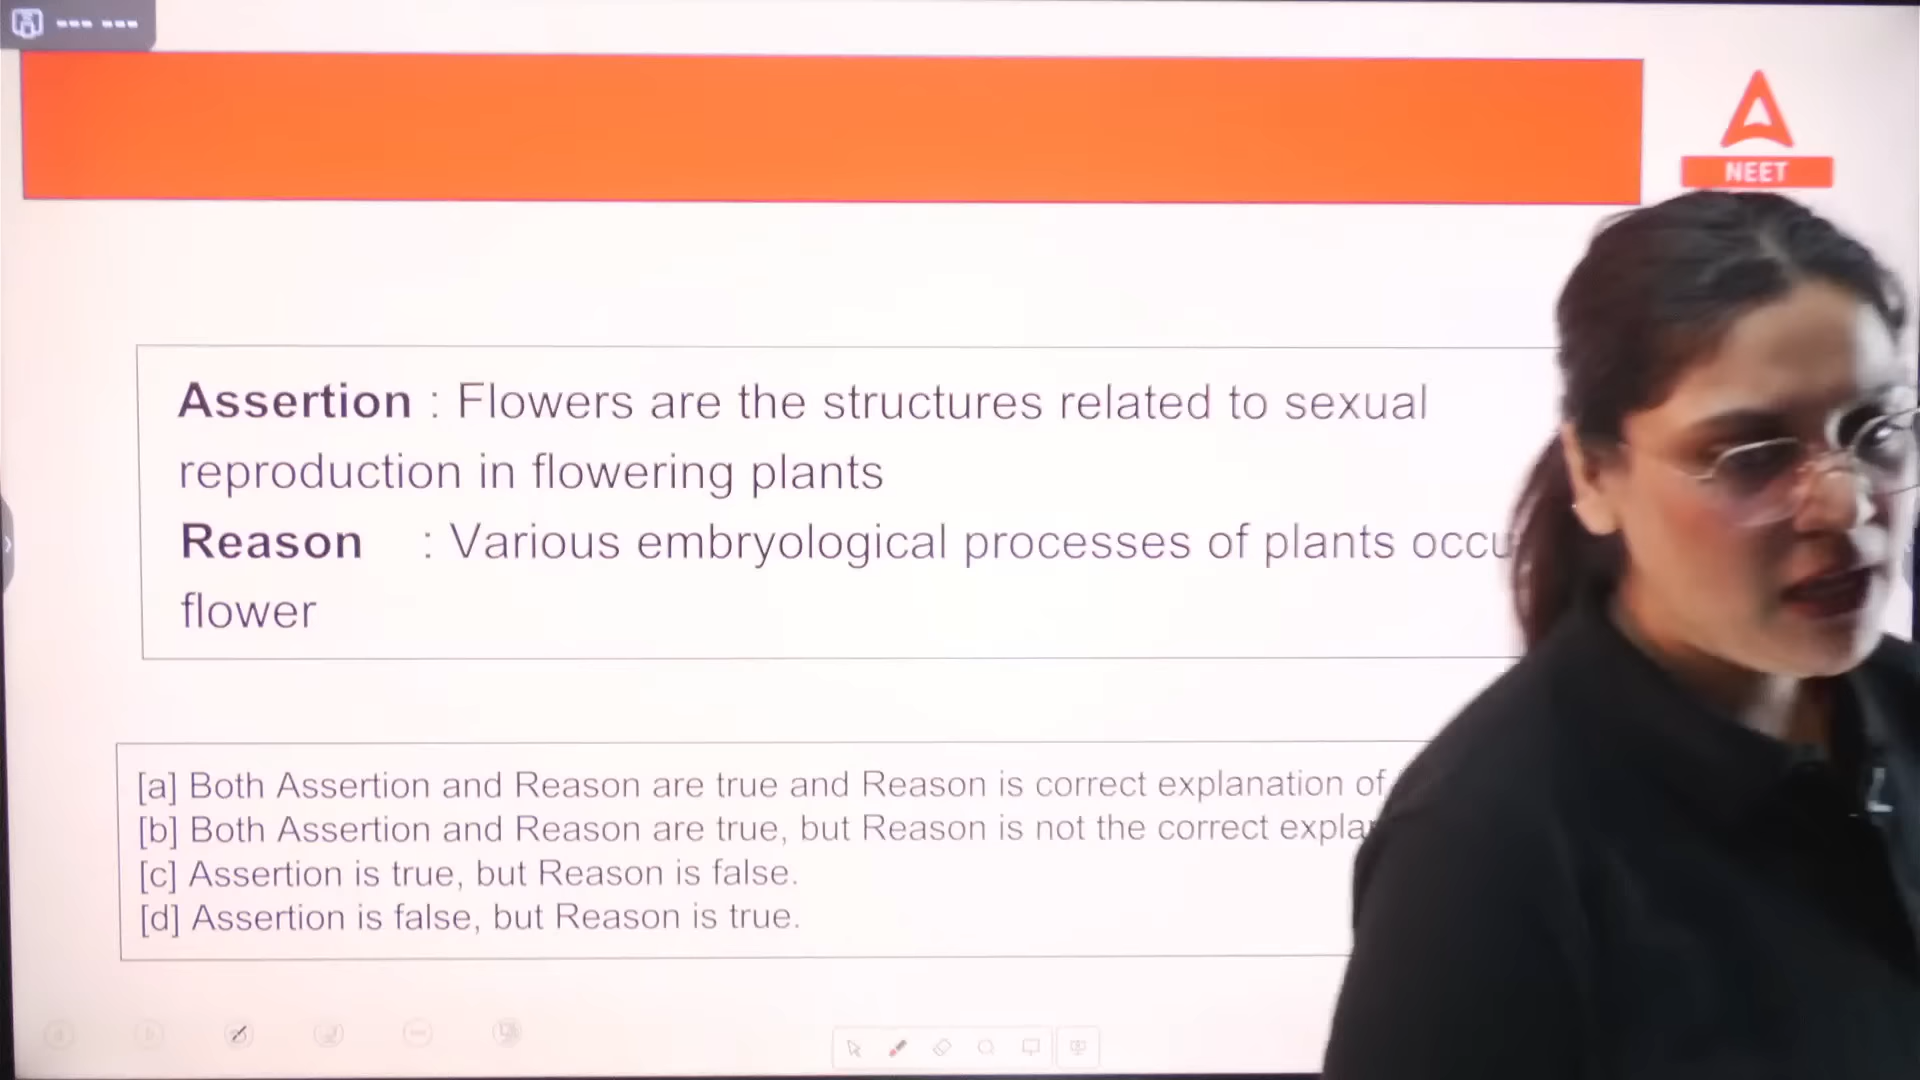 NEET
Assertion : Flowers are the structures related to sexual
reproduction in flowering plants
Reason : Various embryological processes of plants
flower
[a] Both Assertion and Reason are true and Reason is correct explanation of
[b] Both Assertion and Reason are true, but Reason is not the correct
[c] Assertion is true, but Reason is false.
[d] Assertion is false, but Reason is true.